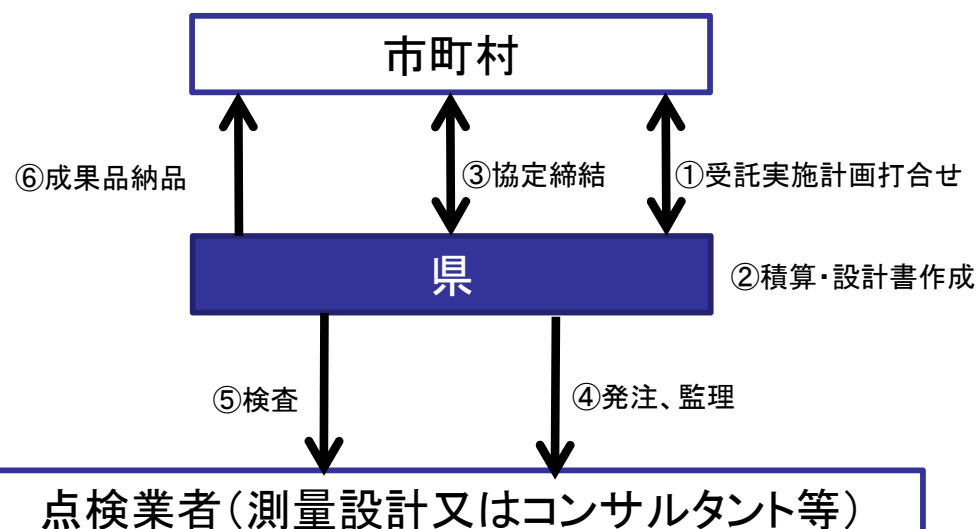 市町村
⑥成果品納品
③協定締結
①受託実施計画打合せ
県
②積算・設計書作成
⑤検査
④発注、監理
点検業者（測量設計又はコンサルタント等）